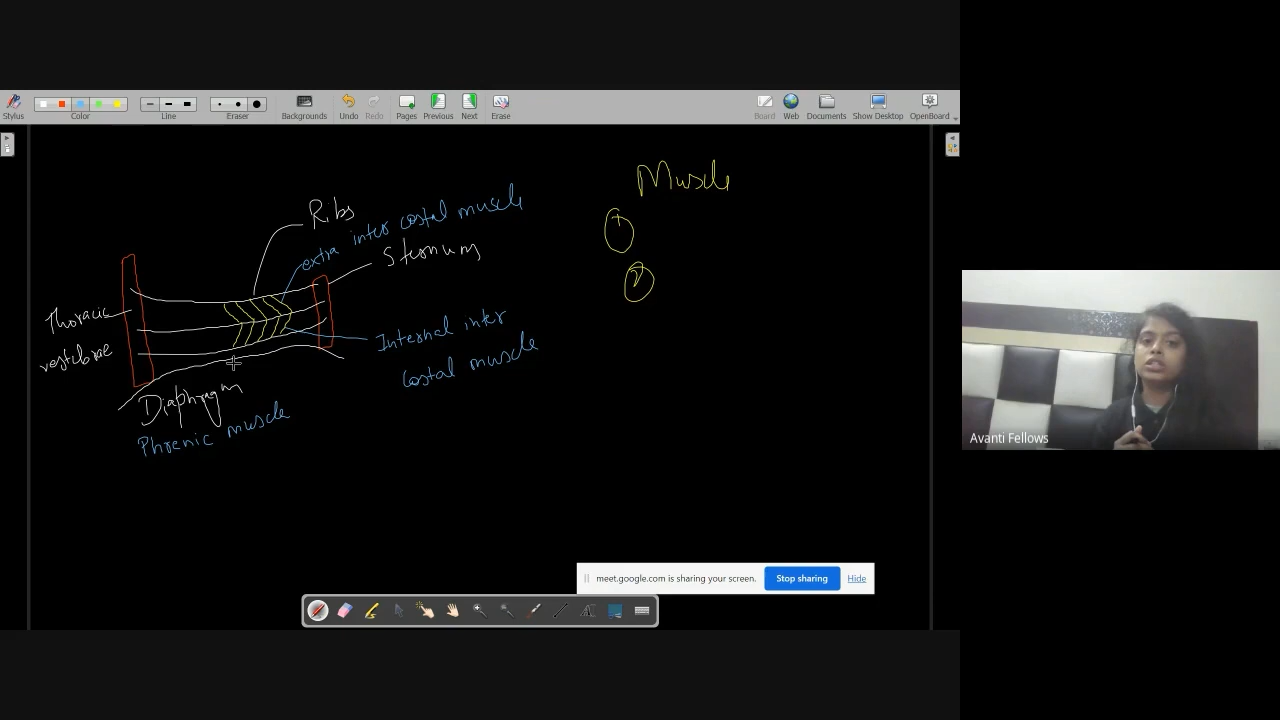 Stylus
Color
Line
Eraser
Backgrounds
Undo
Redo
Pages
Previous
Next
Erase
Board
Web
Documents
Show Desktop
OpenBoard
Muscle
1
2
Ribs
extra inter costal muscle
Sternum
Thoracic
vertebrae
Internal inter
costal muscle
Diaphragm
Phrenic muscle
Avanti Fellows
meet.google.com is sharing your screen.
Stop sharing
Hide